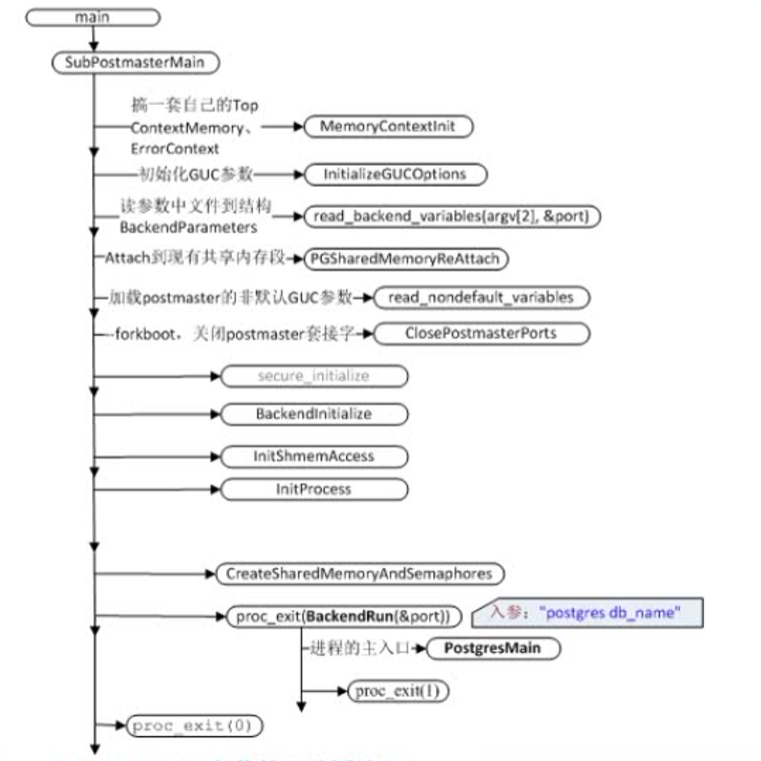 main
SubPostmasterMain
搞一套自己的Top
ContextMemory、
ErrorContext
MemoryContextInit
初始化GUC参数
InitializeGUCOptions
读参数中文件到结构
BackendParameters
read_backend_variables(argv[2], &port)
Attach到现有共享内存段
PGSharedMemoryReAttach
加载postmaster的非默认GUC参数
read_nondefault_variables
forkboot，关闭postmaster套接字
ClosePostmasterPorts
secure_initialize
BackendInitialize
InitShmemAccess
InitProcess
CreateSharedMemoryAndSemaphores
proc_exit(BackendRun(&port))
入参："postgres db_name"
进程的主入口
PostgresMain
proc_exit(1)
proc_exit(0)